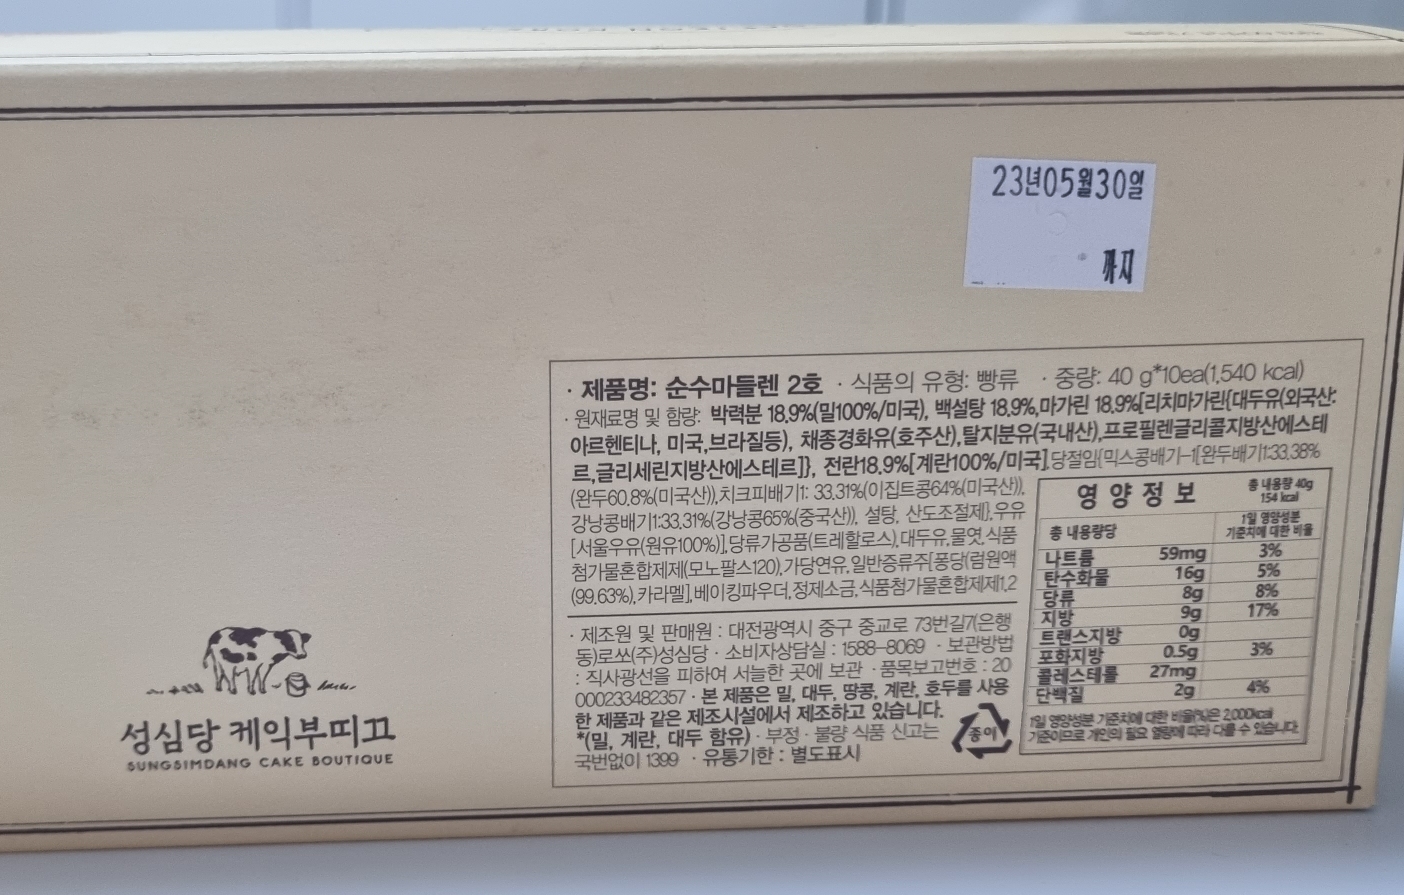 23년05월30일
까지
· 제품명: 순수마들렌 2호 · 식품의 유형: 빵류 · 중량: 40 g*10ea(1,540 kcal)
· 원재료명 및 함량: 박력분 18.9%(밀100%/미국), 백설탕 18.9%,마가린 18.9%[리치마가린{대두유(외국산:
아르헨티나, 미국,브라질등), 채종경화유(호주산),탈지분유(국내산),프로필렌글리콜지방산에스테
르,글리세린지방산에스테르]}, 전란18.9%[계란100%/미국],당절임{믹스콩배기-1[완두배기1:33.38%
(완두60.8%(미국산)),치크피배기1: 33.31%(이집트콩64%(미국산)),
강낭콩배기1:33.31%(강낭콩65%(중국산)), 설탕, 산도조절제},우유
[서울우유(원유100%)],당류가공품(트레할로스),대두유,물엿,식품
첨가물혼합제제(모노팔스120),가당연유,일반증류주[퐁당(럼원액
(99.63%),카라멜],베이킹파우더,정제소금,식품첨가물혼합제제1,2
· 제조원 및 판매원 : 대전광역시 중구 중교로 73번길7(은행
동)로쏘(주)성심당 · 소비자상담실 : 1588-8069 · 보관방법
: 직사광선을 피하여 서늘한 곳에 보관 · 품목보고번호 : 20
000233482357 · 본 제품은 밀, 대두, 땅콩, 계란, 호두를 사용
한 제품과 같은 제조시설에서 제조하고 있습니다.
*(밀, 계란, 대두 함유) · 부정 · 불량 식품 신고는
국번없이 1399 · 유통기한 : 별도표시
종이
영양정보
총 내용량 40g
154 kcal
총 내용량당
1일 영양성분
기준치에 대한 비율
나트륨 59mg 3%
탄수화물 16g 5%
당류 8g 8%
지방 9g 17%
트랜스지방 0g
포화지방 0.5g 3%
콜레스테롤 27mg
단백질 2g 4%
1일 영양성분 기준치에 대한 비율(%)은 2,000kcal
기준이므로 개인의 필요 열량에 따라 다를 수 있습니다.
성심당 케익부띠끄
SUNGSIMDANG CAKE BOUTIQUE